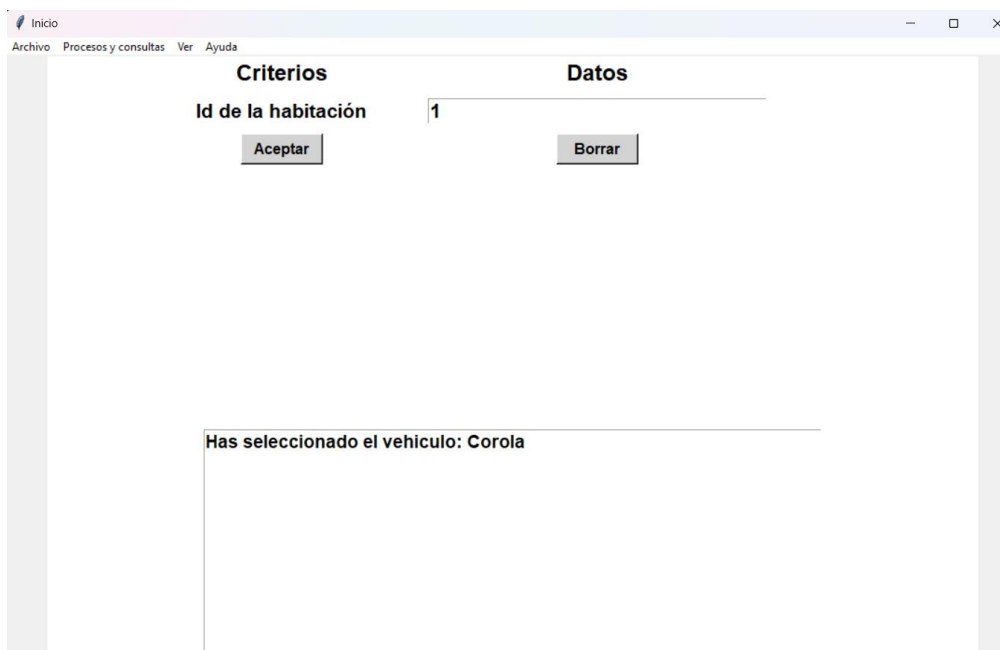 Inicio
Archivo Procesos y consultas Ver Ayuda
Criterios Datos
Id de la habitación 1
Aceptar Borrar
Has seleccionado el vehiculo: Corola